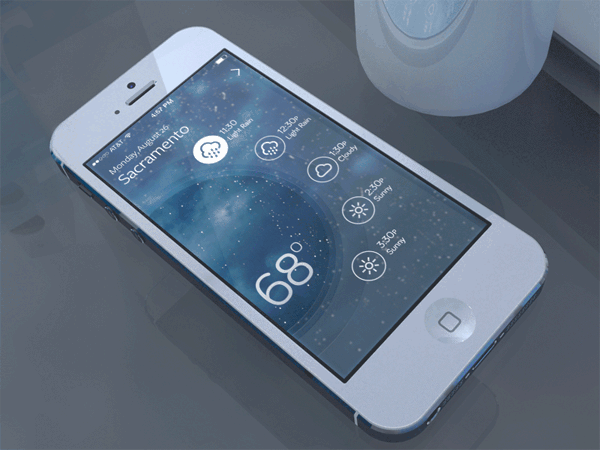 AT&T 4:57 PM
Monday, August 26
Sacramento
11:30
Light Rain
12:30P
Light Rain
1:30P
Cloudy
2:30P
Sunny
3:30P
Sunny
68°